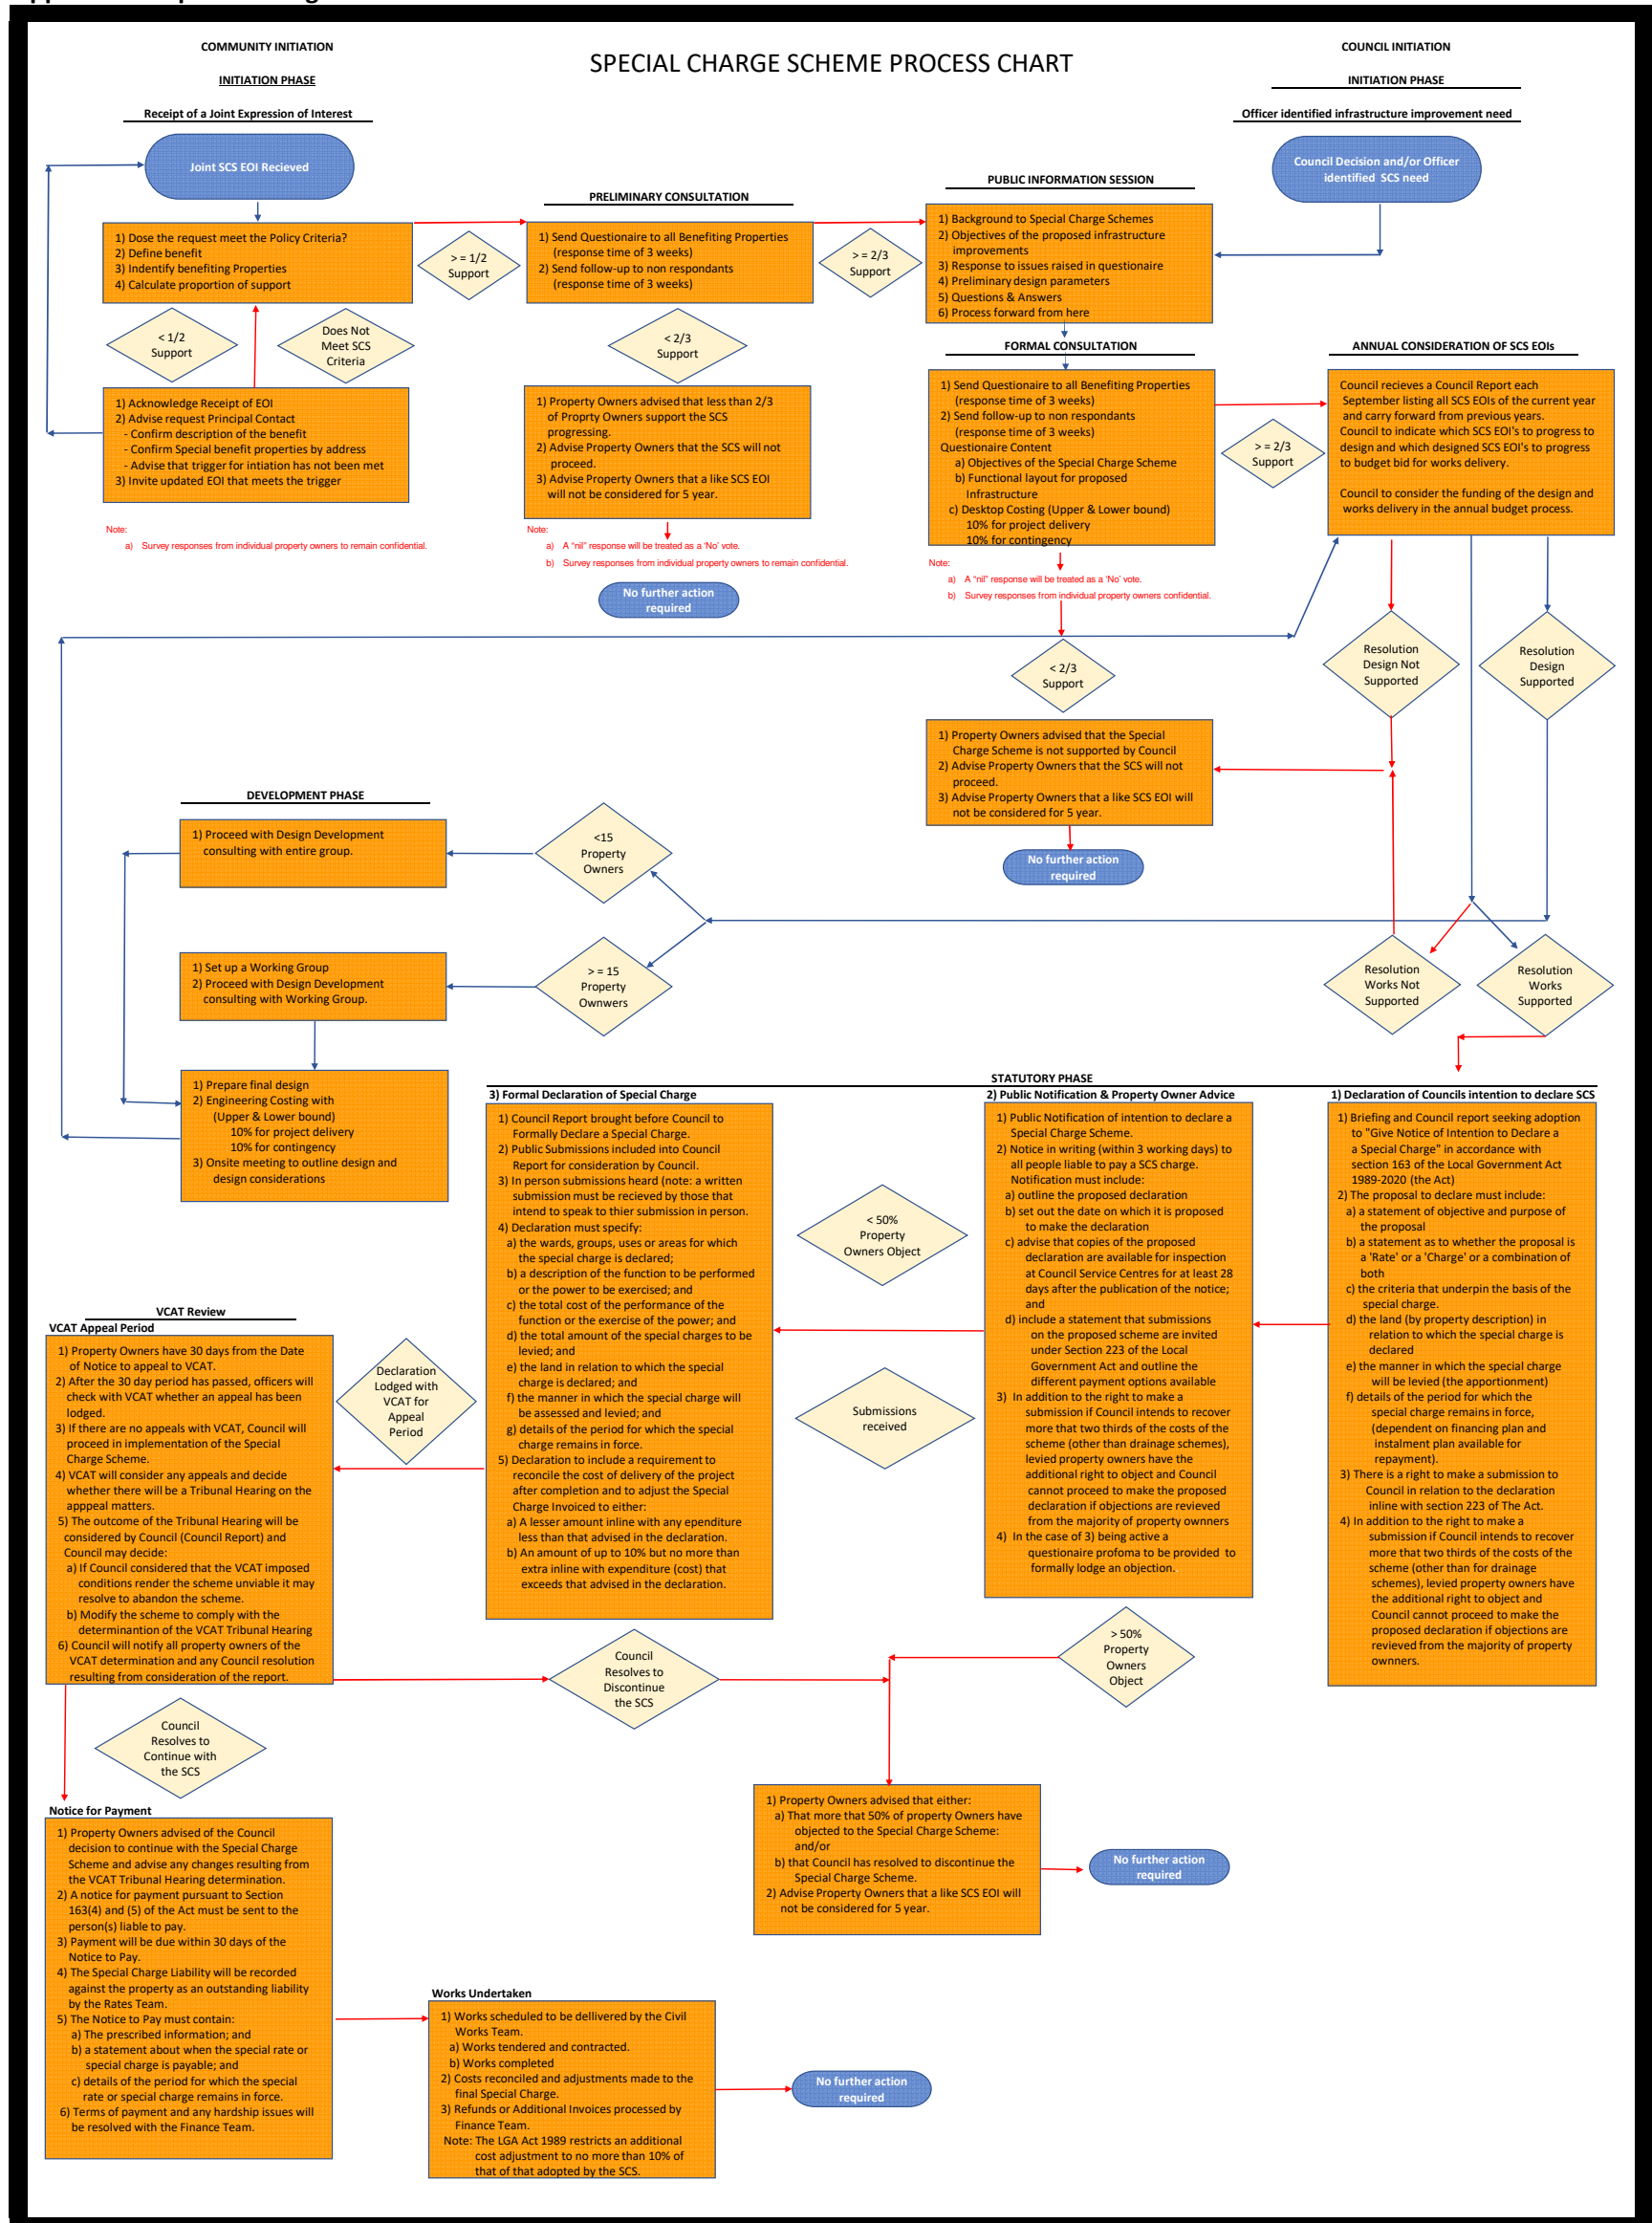 COMMUNITY INITIATION
SPECIAL CHARGE SCHEME PROCESS CHART
COUNCIL INITIATION
INITIATION PHASE
INITIATION PHASE
Receipt of a Joint Expression of Interest
Officer identified infrastructure improvement need
Joint SCS EOI Recieved
Council Decision and/or Officer
identified SCS need
PRELIMINARY CONSULTATION
PUBLIC INFORMATION SESSION
1) Dose the request meet the Policy Criteria?
2) Define benefit
3) Indentify benefiting Properties
4) Calculate proportion of support
> = 1/2
Support
1) Send Questionaire to all Benefiting Properties
(response time of 3 weeks)
2) Send follow-up to non respondants
(response time of 3 weeks)
> = 2/3
Support
1) Background to Special Charge Schemes
2) Objectives of the proposed infrastructure
improvements
3) Response to issues raised in questionaire
4) Preliminary design parameters
5) Questions & Answers
6) Process forward from here
< 1/2
Support
Does Not
Meet SCS
Criteria
< 2/3
Support
FORMAL CONSULTATION
ANNUAL CONSIDERATION OF SCS EOIs
1) Acknowledge Receipt of EOI
2) Advise request Principal Contact
- Confirm description of the benefit
- Confirm Special benefit properties by address
- Advise that trigger for intiation has not been met
3) Invite updated EOI that meets the trigger
1) Property Owners advised that less than 2/3
of Proprty Owners support the SCS
progressing.
2) Advise Property Owners that the SCS will not
proceed.
3) Advise Property Owners that a like SCS EOI
will not be considered for 5 year.
1) Send Questionaire to all Benefiting Properties
(response time of 3 weeks)
2) Send follow-up to non respondants
(response time of 3 weeks)
Questionaire Content
a) Objectives of the Special Charge Scheme
b) Functional layout for proposed
Infrastructure
c) Desktop Costing (Upper & Lower bound)
10% for project delivery
10% for contingency
> = 2/3
Support
Council recieves a Council Report each
September listing all SCS EOIs of the current year
and carry forward from previous years.
Council to indicate which SCS EOI's to progress to
design and which designed SCS EOI's to progress
to budget bid for works delivery.
Council to consider the funding of the design and
works delivery in the annual budget process.
Note:
a) Survey responses from individual property owners to remain confidential.
Note:
a) A "nil" response will be treated as a 'No' vote.
b) Survey responses from individual property owners to remain confidential.
Note:
a) A "nil" response will be treated as a 'No' vote.
b) Survey responses from individual property owners confidential.
No further action
required
< 2/3
Support
Resolution
Design Not
Supported
Resolution
Design
Supported
1) Property Owners advised that the Special
Charge Scheme is not supported by Council
2) Advise Property Owners that the SCS will not
proceed.
3) Advise Property Owners that a like SCS EOI will
not be considered for 5 year.
No further action
required
DEVELOPMENT PHASE
1) Proceed with Design Development
consulting with entire group.
<15
Property
Owners
1) Set up a Working Group
2) Proceed with Design Development
consulting with Working Group.
> = 15
Property
Ownwers
Resolution
Works Not
Supported
Resolution
Works
Supported
1) Prepare final design
2) Engineering Costing with
(Upper & Lower bound)
10% for project delivery
10% for contingency
3) Onsite meeting to outline design and
design considerations
STATUTORY PHASE
3) Formal Declaration of Special Charge
2) Public Notification & Property Owner Advice
1) Declaration of Councils intention to declare SCS
1) Council Report brought before Council to
Formally Declare a Special Charge.
2) Public Submissions included into Council
Report for consideration by Council.
3) In person submissions heard (note: a written
submission must be recieved by those that
intend to speak to thier submission in person.
4) Declaration must specify:
a) the wards, groups, uses or areas for which
the special charge is declared;
b) a description of the function to be performed
or the power to be exercised; and
c) the total cost of the performance of the
function or the exercise of the power; and
d) the total amount of the special charges to be
levied; and
e) the land in relation to which the special
charge is declared; and
f) the manner in which the special charge will
be assessed and levied; and
g) details of the period for which the special
charge remains in force.
5) Declaration to include a requirement to
reconcile the cost of delivery of the project
after completion and to adjust the Special
Charge Invoiced to either:
a) A lesser amount inline with any ependiture
less than that advised in the declaration.
b) An amount of up to 10% but no more than
extra inline with expenditure (cost) that
exceeds that advised in the declaration.
< 50%
Property
Owners Object
Submissions
received
1) Public Notification of intention to declare a
Special Charge Scheme.
2) Notice in writing (within 3 working days) to
all people liable to pay a SCS charge.
Notification must include:
a) outline the proposed declaration
b) set out the date on which it is proposed
to make the declaration
c) advise that copies of the proposed
declaration are available for inspection
at Council Service Centres for at least 28
days after the publication of the notice;
and
d) include a statement that submissions
on the proposed scheme are invited
under Section 223 of the Local
Government Act and outline the
different payment options available
3) In addition to the right to make a
submission if Council intends to recover
more that two thirds of the costs of the
scheme (other than drainage schemes),
levied property owners have the
additional right to object and Council
cannot proceed to make the proposed
declaration if objections are revieved
from the majority of property ownners
4) In the case of 3) being active a
questionaire profoma to be provided to
formally lodge an objection.
1) Briefing and Council report seeking adoption
to "Give Notice of Intention to Declare a
a Special Charge" in accordance with
section 163 of the Local Government Act
1989-2020 (the Act)
2) The proposal to declare must include:
a) a statement of objective and purpose of
the proposal
b) a statement as to whether the proposal is
a 'Rate' or a 'Charge' or a combination of
both
c) the criteria that underpin the basis of the
special charge.
d) the land (by property description) in
relation to which the special charge is
declared
e) the manner in which the special charge
will be levied (the apportionment)
f) details of the period for which the
special charge remains in force,
(dependent on financing plan and
instalment plan available for
repayment).
3) There is a right to make a submission to
Council in relation to the declaration
inline with section 223 of The Act.
4) In addition to the right to make a
submission if Council intends to recover
more that two thirds of the costs of the
scheme (other than for drainage
schemes), levied property owners have
the additional right to object and
Council cannot proceed to make the
proposed declaration if objections are
revieved from the majority of property
ownners.
VCAT Review
VCAT Appeal Period
1) Property Owners have 30 days from the Date
of Notice to appeal to VCAT.
2) After the 30 day period has passed, officers will
check with VCAT whether an appeal has been
lodged.
3) If there are no appeals with VCAT, Council will
proceed in implementation of the Special
Charge Scheme.
4) VCAT will consider any appeals and decide
whether there will be a Tribunal Hearing on the
apppeal matters.
5) The outcome of the Tribunal Hearing will be
considered by Council (Council Report) and
Council may decide:
a) If Council considered that the VCAT imposed
conditions render the scheme unviable it may
resolve to abandon the scheme.
b) Modify the scheme to comply with the
determinantion of the VCAT Tribunal Hearing
6) Council will notify all property owners of the
VCAT determination and any Council resolution
resulting from consideration of the report.
Declaration
Lodged with
VCAT for
Appeal
Period
Council
Resolves to
Discontinue
the SCS
> 50%
Property
Owners
Object
Council
Resolves to
Continue with
the SCS
Notice for Payment
1) Property Owners advised of the Council
decision to continue with the Special Charge
Scheme and advise any changes resulting from
the VCAT Tribunal Hearing determination.
2) A notice for payment pursuant to Section
163(4) and (5) of the Act must be sent to the
person(s) liable to pay.
3) Payment will be due within 30 days of the
Notice to Pay.
4) The Special Charge Liability will be recorded
against the property as an outstanding liability
by the Rates Team.
5) The Notice to Pay must contain:
a) The prescribed information; and
b) a statement about when the special rate or
special charge is payable; and
c) details of the period for which the special
rate or special charge remains in force.
6) Terms of payment and any hardship issues will
be resolved with the Finance Team.
1) Property Owners advised that either:
a) That more that 50% of property Owners have
objected to the Special Charge Scheme:
and/or
b) that Council has resolved to discontinue the
Special Charge Scheme.
2) Advise Property Owners that a like SCS EOI will
not be considered for 5 year.
No further action
required
Works Undertaken
1) Works scheduled to be dellivered by the Civil
Works Team.
a) Works tendered and contracted.
b) Works completed
2) Costs reconciled and adjustments made to the
final Special Charge.
3) Refunds or Additional Invoices processed by
Finance Team.
Note: The LGA Act 1989 restricts an additional
cost adjustment to no more than 10% of
that of that adopted by the SCS.
No further action
required